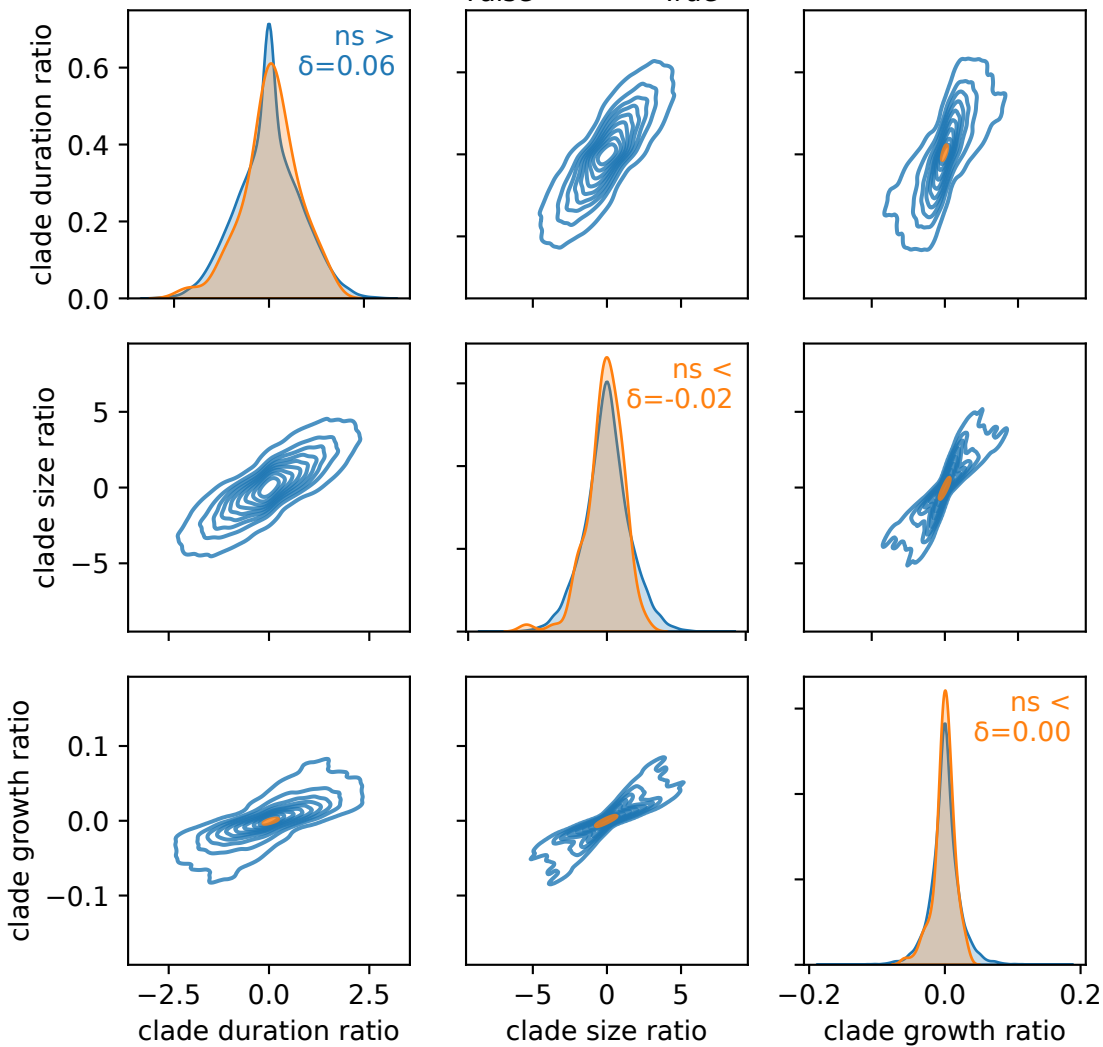 True
clade duration ratio
0.6
0.4
0.2
0.0
ns >
δ=0.06
clade size ratio
5
0
−5
ns <
δ=-0.02
clade growth ratio
0.1
0.0
−0.1
ns <
δ=0.00
−2.5 0.0 2.5
clade duration ratio
−5 0 5
clade size ratio
−0.2 0.0 0.2
clade growth ratio